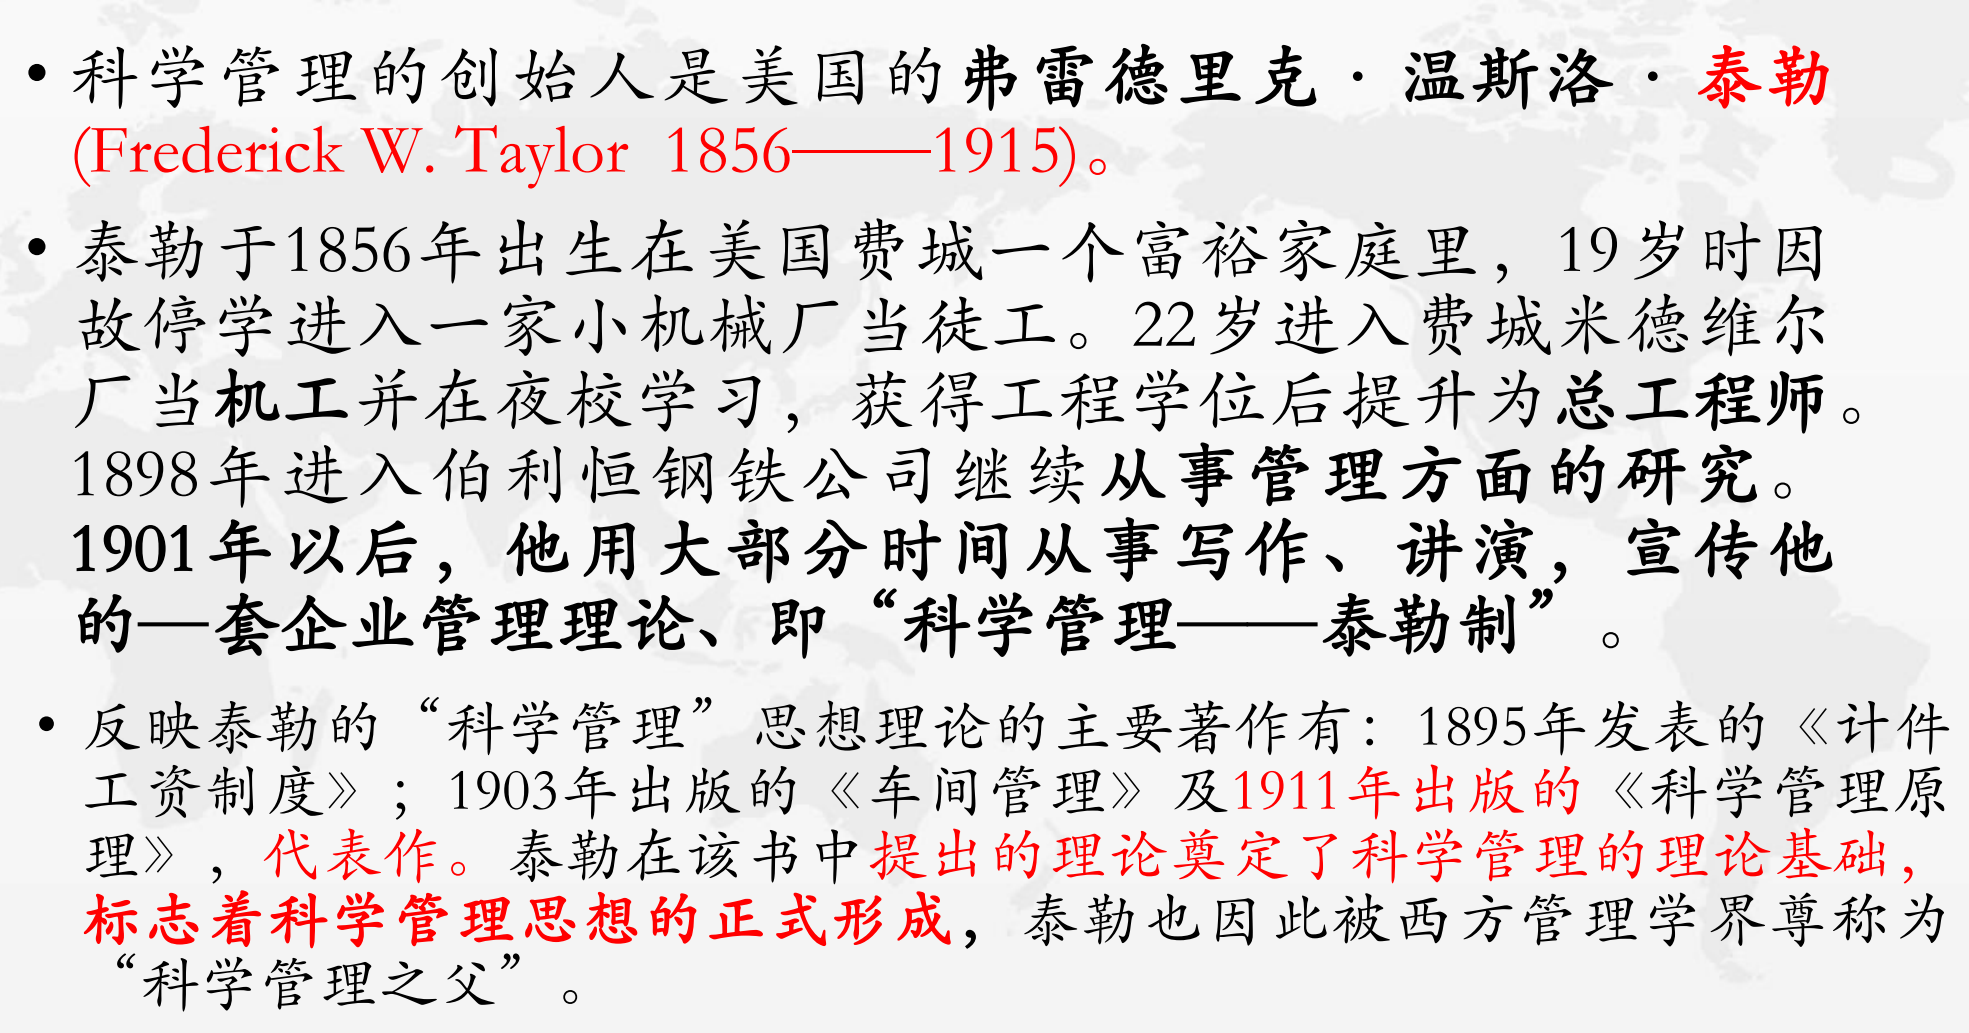 • 科学管理的创始人是美国的弗雷德里克·温斯洛·泰勒
(Frederick W. Taylor 1856——1915)。
• 泰勒于1856年出生在美国费城一个富裕家庭里，19岁时因
故停学进入一家小机械厂当徒工。22岁进入费城米德维尔
厂当机工并在夜校学习，获得工程学位后提升为总工程师。
1898年进入伯利恒钢铁公司继续从事管理方面的研究。
1901年以后，他用大部分时间从事写作、讲演，宣传他
的—套企业管理理论、即“科学管理——泰勒制”。
• 反映泰勒的“科学管理”思想理论的主要著作有：1895年发表的《计件
工资制度》；1903年出版的《车间管理》及1911年出版的《科学管理原
理》，代表作。泰勒在该书中提出的理论奠定了科学管理的理论基础，
标志着科学管理思想的正式形成，泰勒也因此被西方管理学界尊称为
“科学管理之父”。